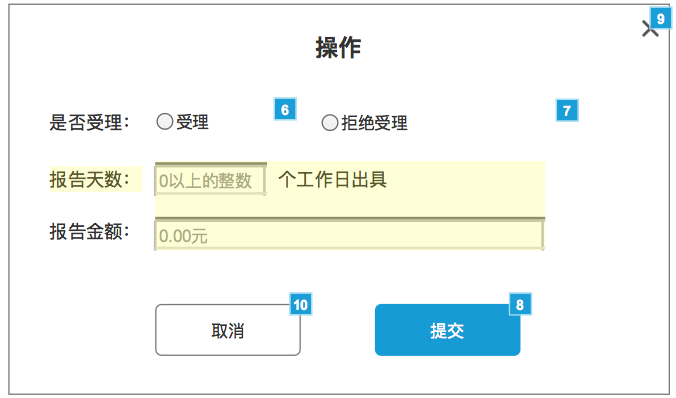 9
操作
是否受理： 受理 6 拒绝受理 7
报告天数： 0以上的整数 个工作日出具
报告金额： 0.00元
取消 10 提交 8